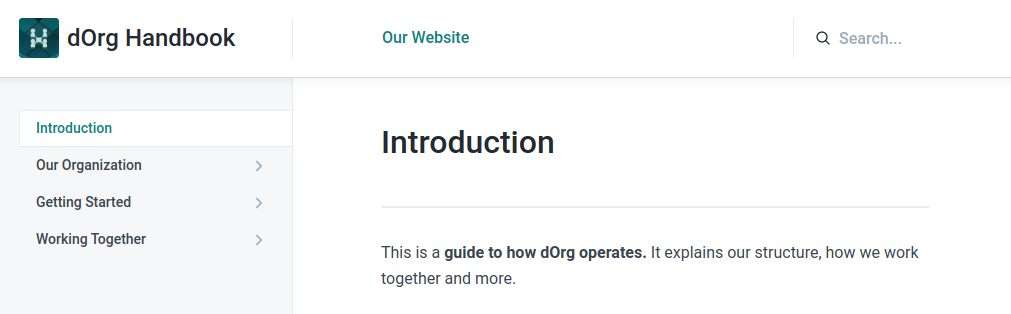 dOrg Handbook
Our Website
Search...
Introduction
Our Organization
Getting Started
Working Together
Introduction
This is a guide to how dOrg operates. It explains our structure, how we work
together and more.